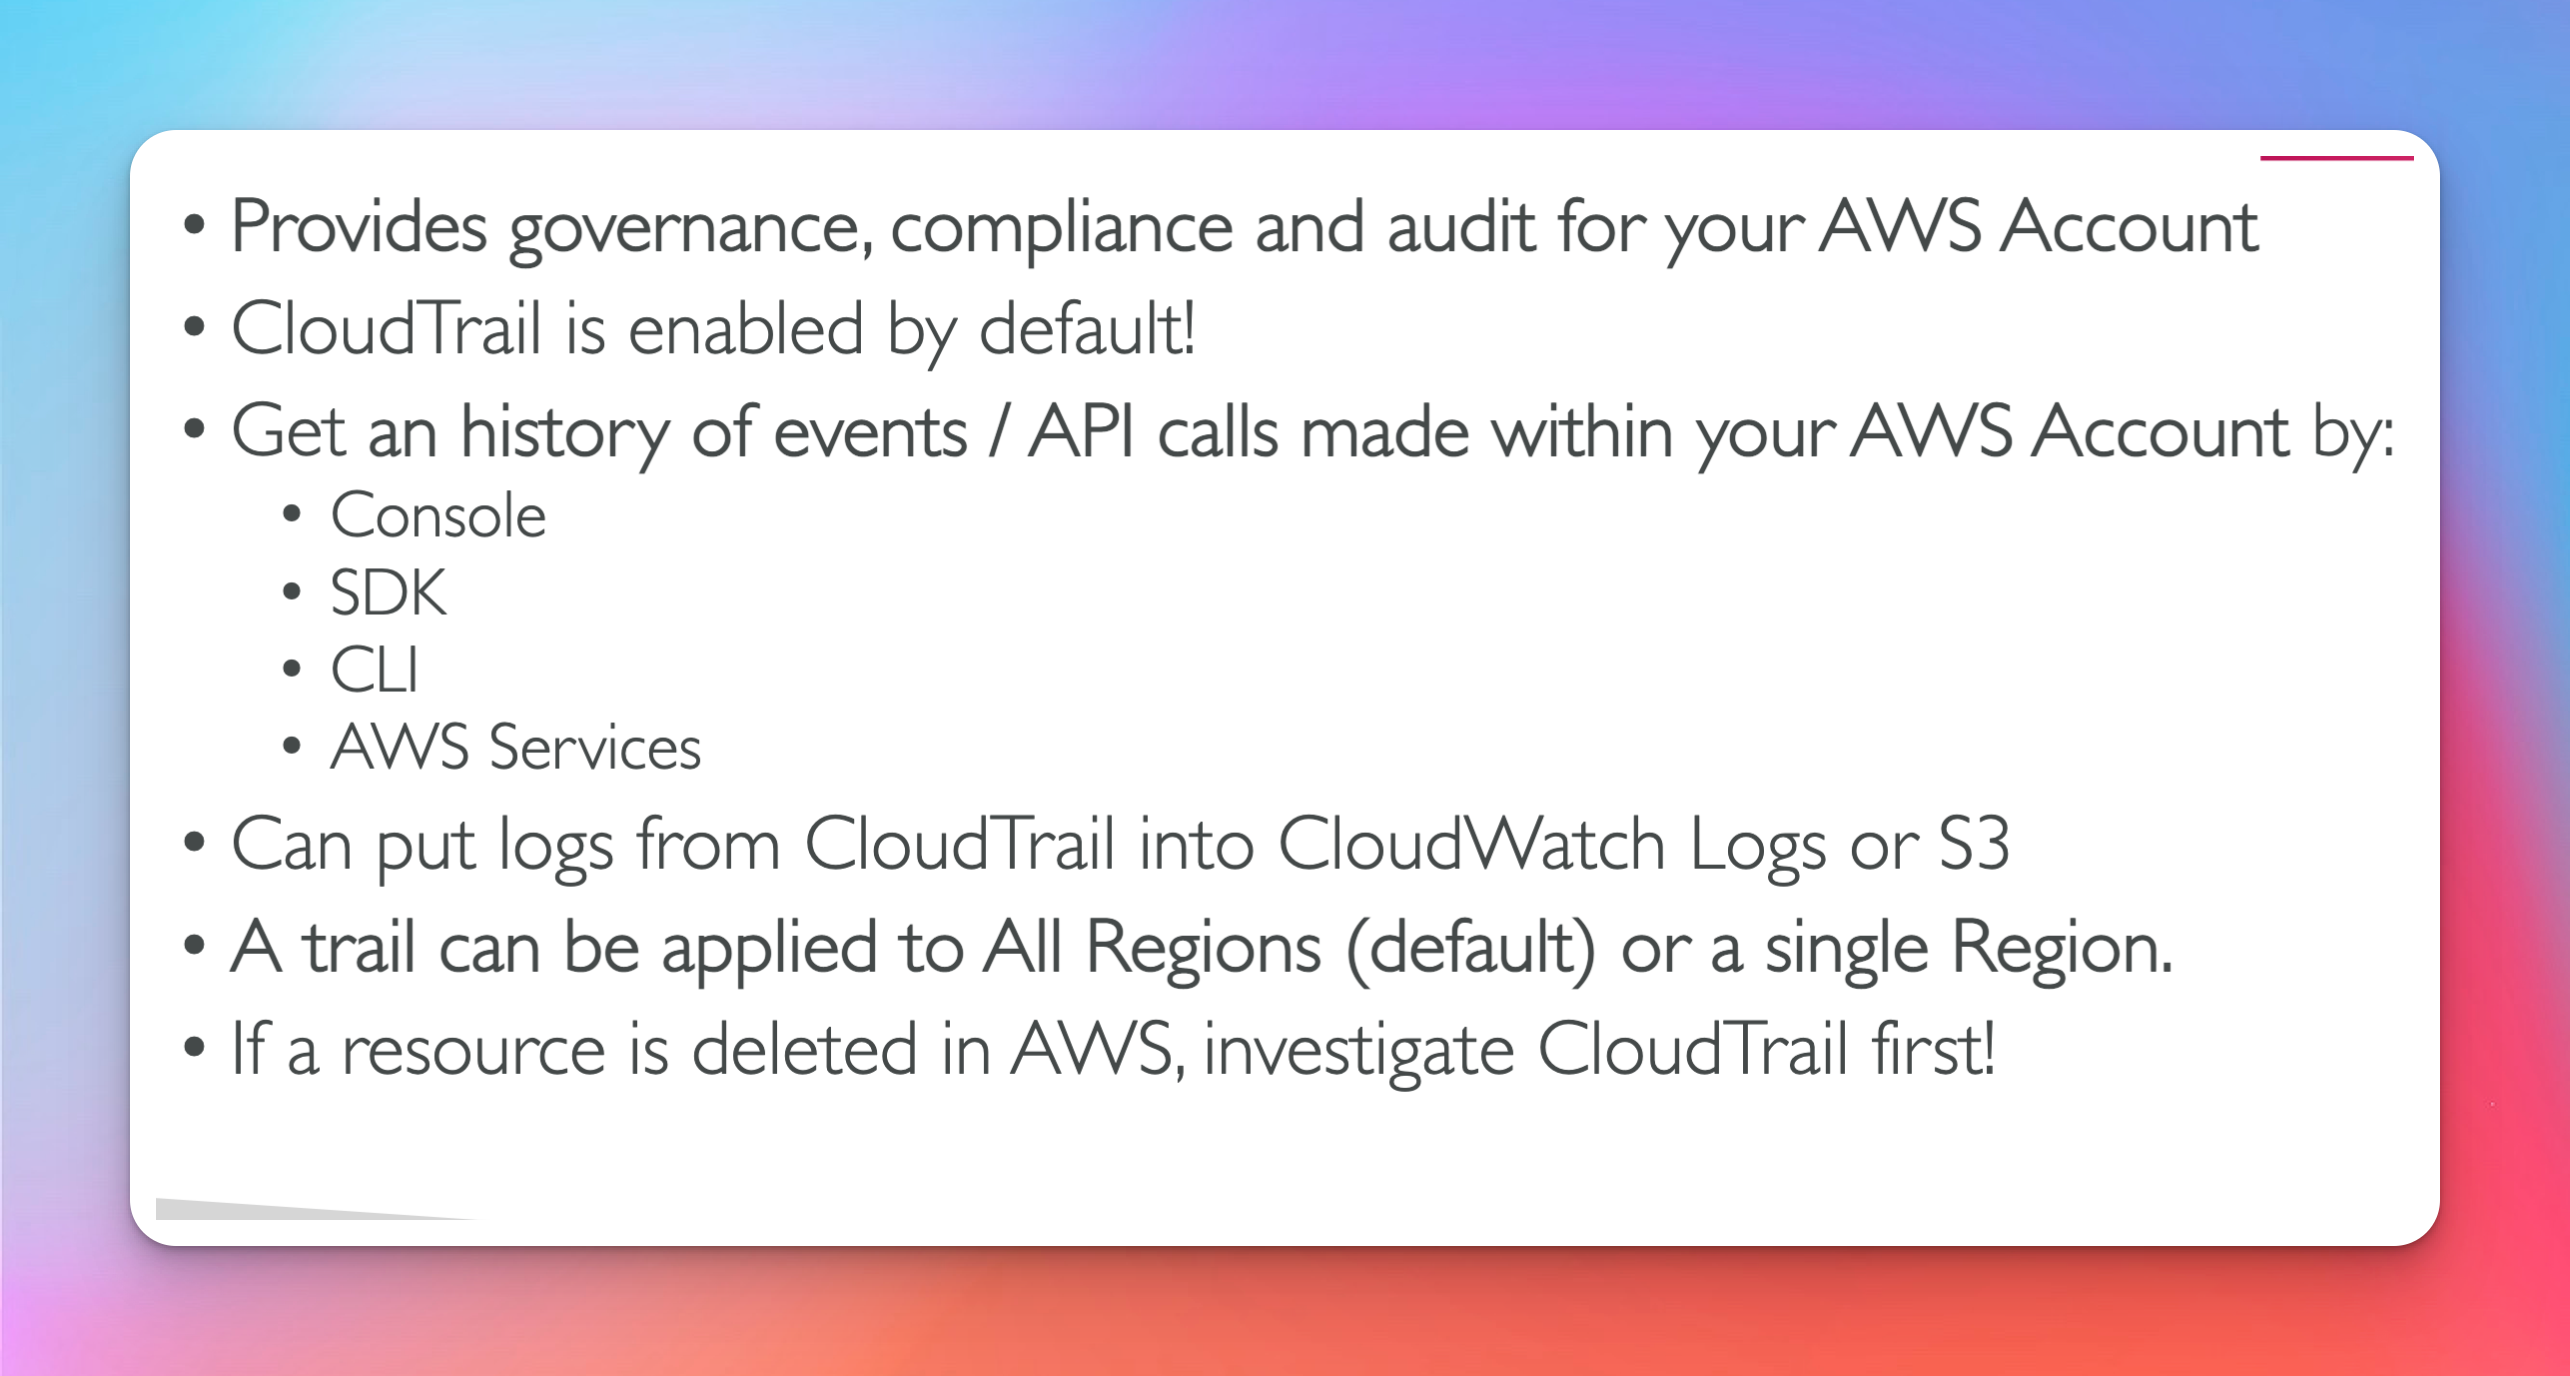 • Provides governance, compliance and audit for your AWS Account
• CloudTrail is enabled by default!
• Get an history of events / API calls made within your AWS Account by:
• Console
• SDK
• CLI
• AWS Services
• Can put logs from CloudTrail into CloudWatch Logs or S3
• A trail can be applied to All Regions (default) or a single Region.
• If a resource is deleted in AWS, investigate CloudTrail first!